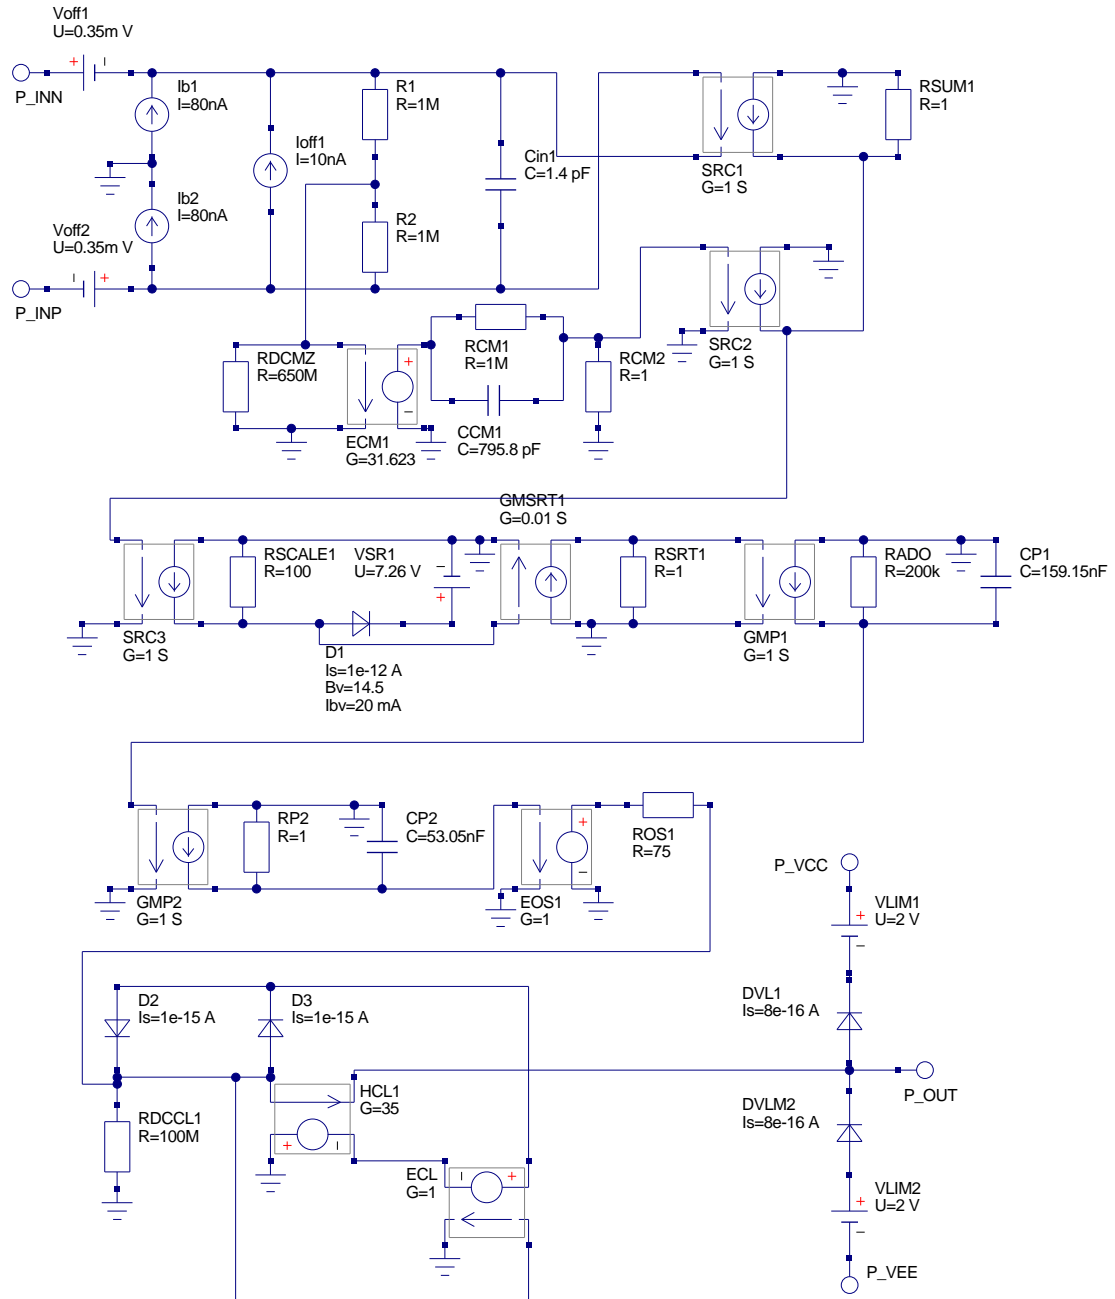 Voff1
U=0.35m V
P_INN
Ib1
I=80nA
Ioff1
I=10nA
R1
R=1M
Cin1
C=1.4 pF
SRC1
G=1 S
RSUM1
R=1
Ib2
I=80nA
R2
R=1M
Voff2
U=0.35m V
P_INP
SRC2
G=1 S
RDCMZ
R=650M
ECM1
G=31.623
RCM1
R=1M
CCM1
C=795.8 pF
RCM2
R=1
GMSRT1
G=0.01 S
SRC3
G=1 S
RSCALE1
R=100
VSR1
U=7.26 V
D1
Is=1e-12 A
Bv=14.5
Ibv=20 mA
RSRT1
R=1
GMP1
G=1 S
RADO
R=200k
CP1
C=159.15nF
GMP2
G=1 S
RP2
R=1
CP2
C=53.05nF
EOS1
G=1
ROS1
R=75
P_VCC
VLIM1
U=2 V
D2
Is=1e-15 A
D3
Is=1e-15 A
DVL1
Is=8e-16 A
HCL1
G=35
P_OUT
RDCCL1
R=100M
DVLM2
Is=8e-16 A
ECL
G=1
VLIM2
U=2 V
P_VEE